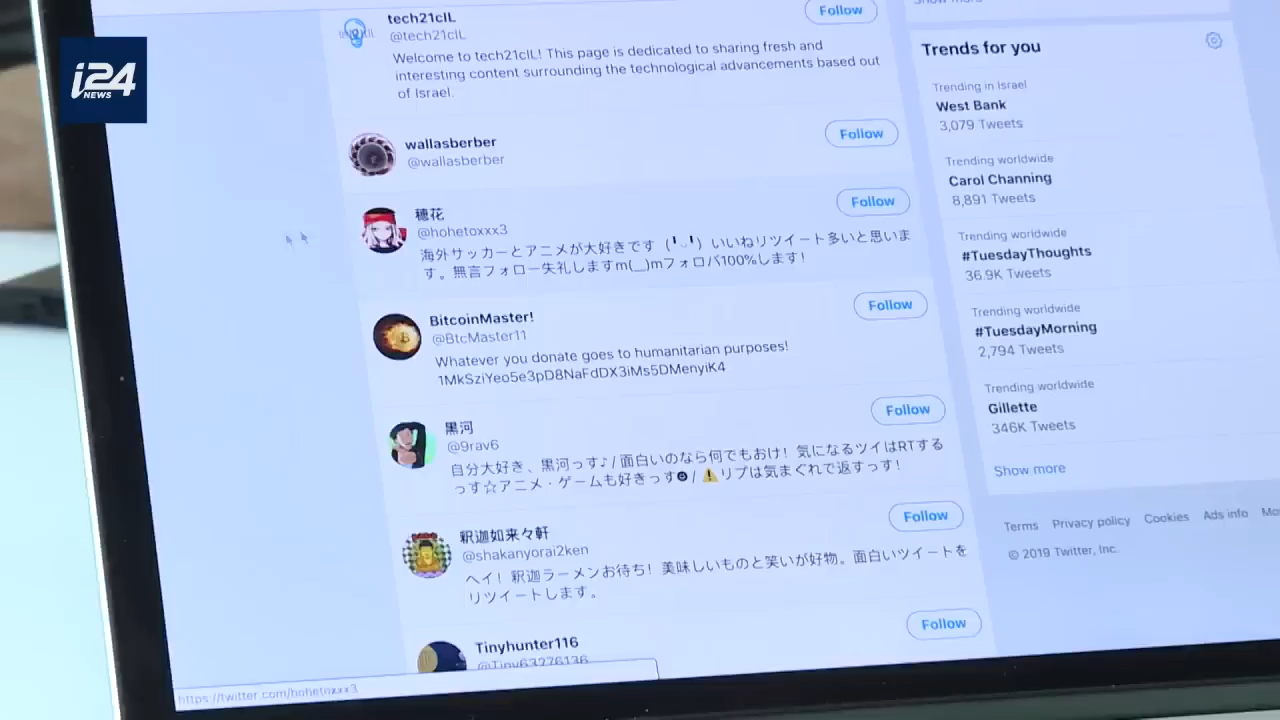 i24
NEWS
tech21cIL
@tech21cIL
Follow
Welcome to tech21cIL! This page is dedicated to sharing fresh and
interesting content surrounding the technological advancements based out
of Israel.
wallasberber
@wallasberber
Follow
穂花
@hohetoxxx3
Follow
海外サッカーとアニメが大好きです (╹◡╹) いいねリツイート多いと思いま
す。無言フォロー失礼しますm(__)mフォロバ100%します!
BitcoinMaster!
@BtcMaster11
Follow
Whatever you donate goes to humanitarian purposes!
1MkSziYeo5e3pD8NaFdDX3iMs5DMenyiK4
黒河
@9rav6
Follow
自分大好き、黒河っす♪/面白いのなら何でもおけ! 気になるツイはRTする
っす☆アニメ・ゲームも好きっす☻/⚠リプは気まぐれで返すっす!
釈迦如来々軒
@shakanyorai2ken
Follow
ヘイ! 釈迦ラーメンお待ち! 美味しいものと笑いが好物。面白いツイートを
リツイートします。
Tinyhunter116
@Tiny63276136
Follow
https://twitter.com/hohetoxxx3
Show more
Trends for you
Trending in Israel
West Bank
3,079 Tweets
Trending worldwide
Carol Channing
8,891 Tweets
Trending worldwide
#TuesdayThoughts
36.9K Tweets
Trending worldwide
#TuesdayMorning
2,794 Tweets
Trending worldwide
Gillette
346K Tweets
Show more
Terms Privacy policy Cookies Ads info
© 2019 Twitter, Inc.